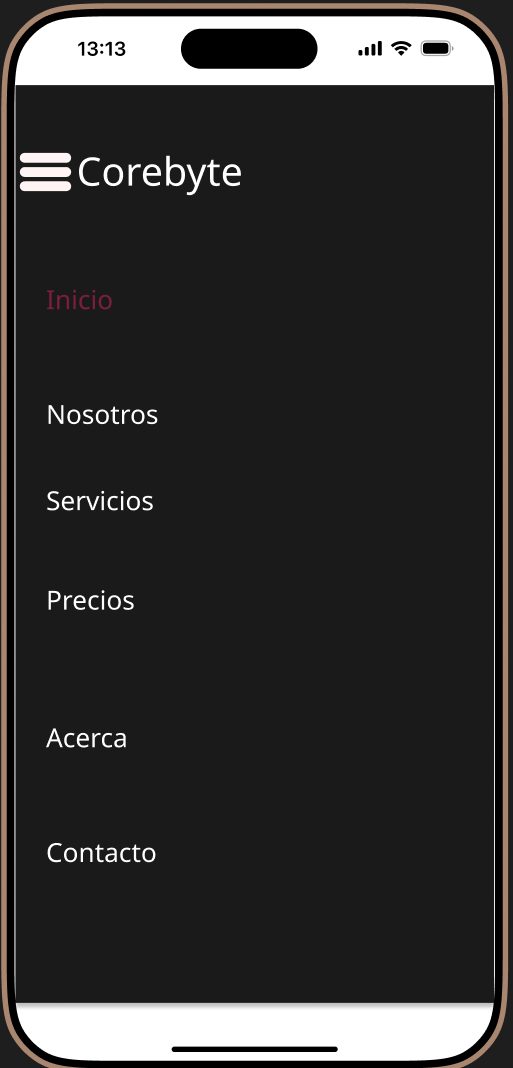 13:13
Corebyte
Inicio
Nosotros
Servicios
Precios
Acerca
Contacto